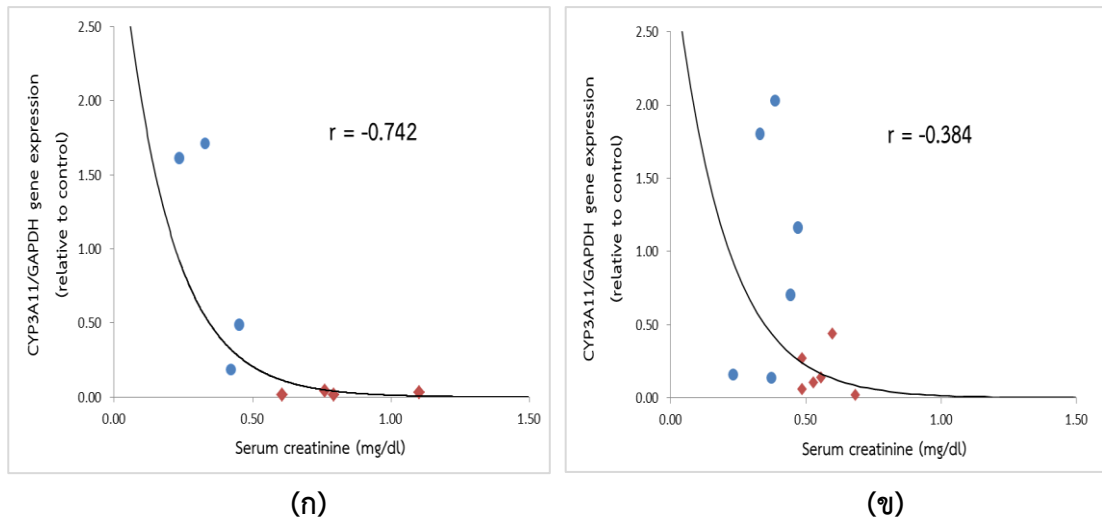 2.50
2.00
1.50
1.00
0.50
0.00
0.00
0.50
1.00
1.50
CYP3A11/GAPDH gene expression
(relative to control)
r = -0.742
Serum creatinine (mg/dl)
(ก)
2.50
2.00
1.50
1.00
0.50
0.00
0.00
0.50
1.00
1.50
CYP3A11/GAPDH gene expression
(relative to control)
r = -0.384
Serum creatinine (mg/dl)
(ข)